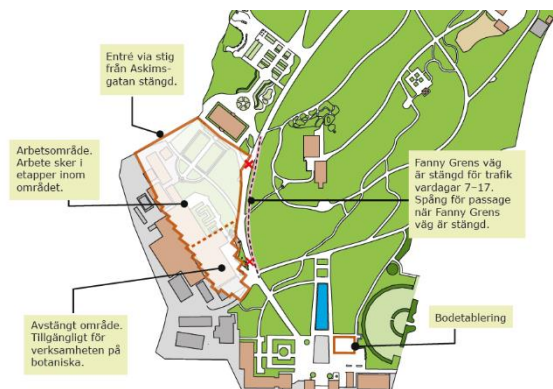 Entré via stig
från Askims-
gatan stängd.
Arbetsområde.
Arbete sker i
etapper inom
området.
Fanny Grens väg
är stängd för trafik
vardagar 7–17.
Spång för passage
när Fanny Grens
väg är stängd.
Avstängt område.
Tillgängligt för
verksamheten på
botaniska.
Bodetablering